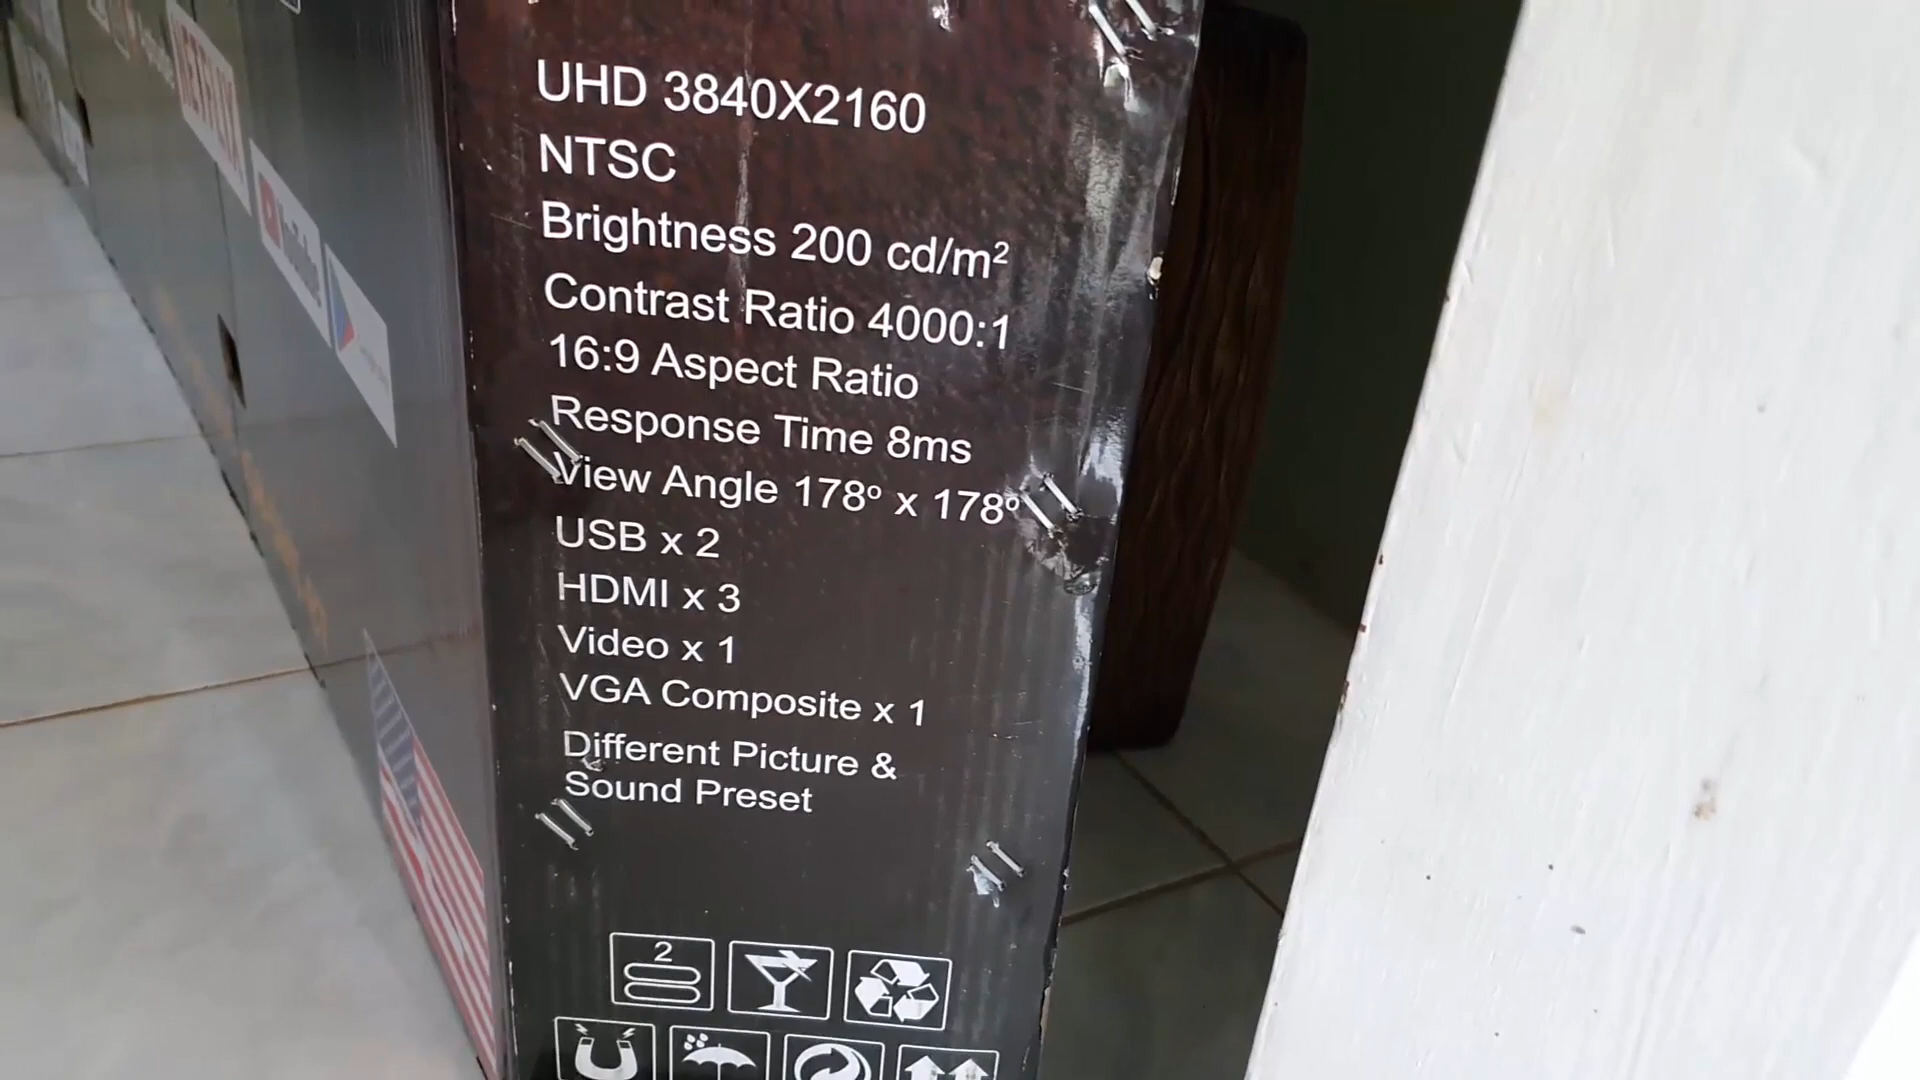 NETFLIX
UHD 3840X2160
NTSC
Brightness 200 cd/m²
Contrast Ratio 4000:1
16:9 Aspect Ratio
Response Time 8ms
View Angle 178º x 178º
USB x 2
HDMI x 3
Video x 1
VGA Composite x 1
Different Picture &
Sound Preset
2